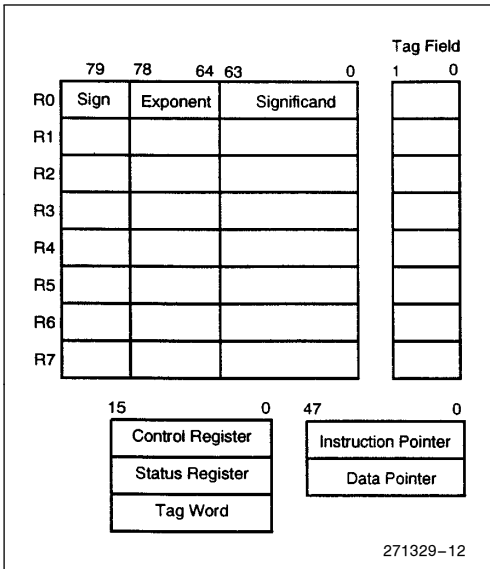 Tag Field
79 78 64 63 0 1 0
R0 Sign Exponent Significand
R1
R2
R3
R4
R5
R6
R7
15 0 47 0
Control Register Instruction Pointer
Status Register Data Pointer
Tag Word
271329–12